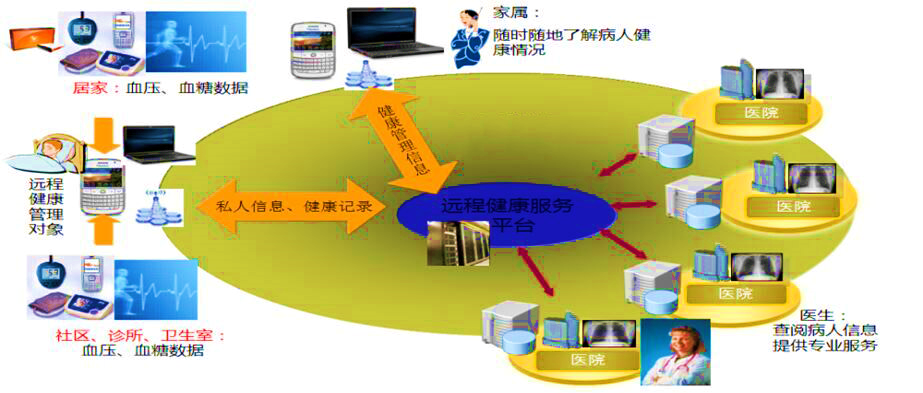 家属：
随时随地了解病人健
康情况
居家：血压、血糖数据
医院
健康管理信息
远程
健康
管理
对象
私人信息、健康记录
远程健康服务
平台
医院
医院
社区、诊所、卫生室：
血压、血糖数据
医院
医生：
查阅病人信息
提供专业服务